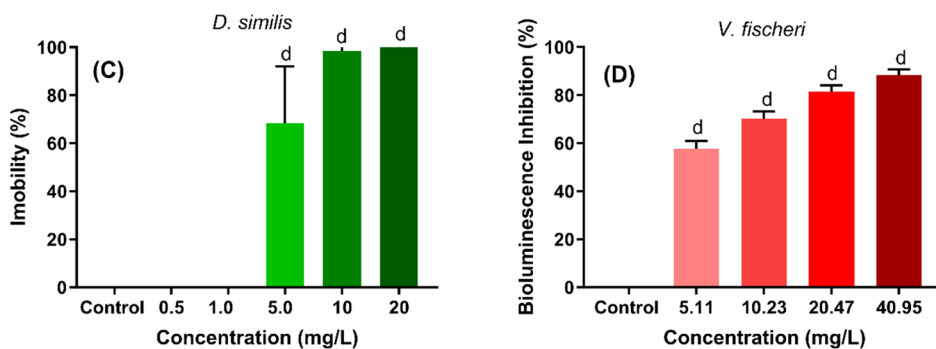 D. similis
(C)
Imobility (%)
100
80
60
40
20
0
d d d
Control 0.5 1.0 5.0 10 20
Concentration (mg/L)
V. fischeri
(D)
Bioluminescence Inhibition (%)
100
80
60
40
20
0
d d d d
Control 5.11 10.23 20.47 40.95
Concentration (mg/L)